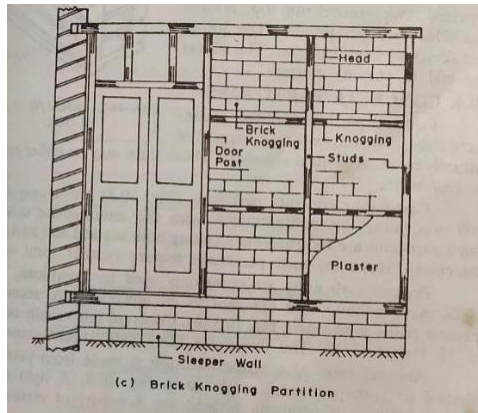 Head
Brick
Knogging
Knogging
Door
Post
Studs
Plaster
Sleeper Wall
(c) Brick Knogging Partition